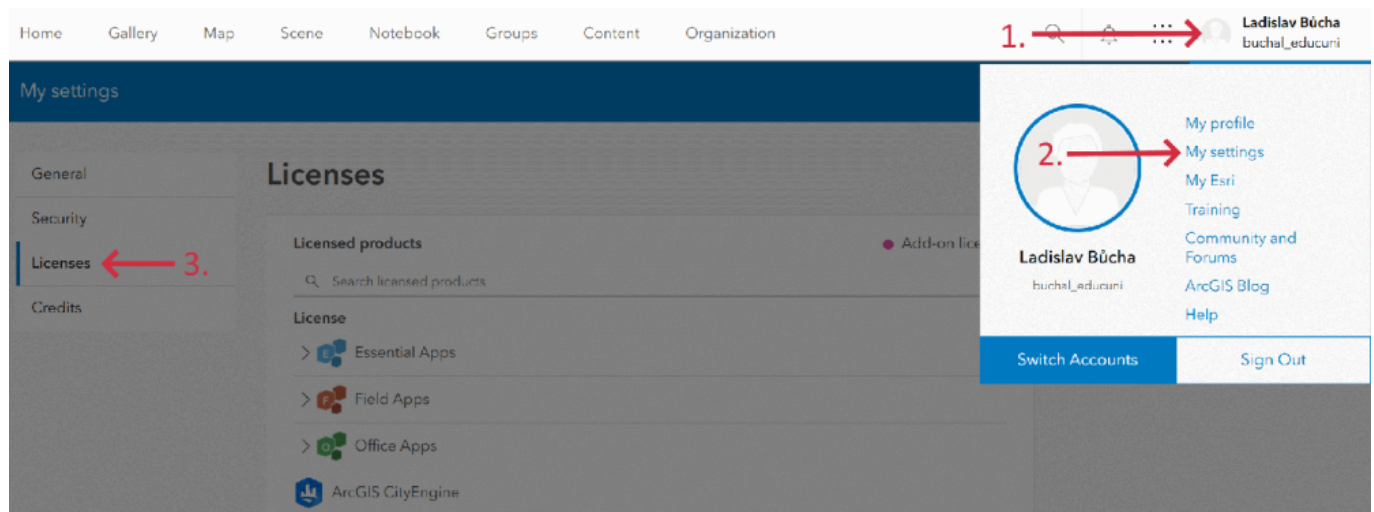 Home Gallery Map Scene Notebook Groups Content Organization 1. Ladislav Bůcha
buchal_educuni
My settings
General
Security
Licenses 3.
Credits
Licenses
Licensed products Add-on lice
Search licensed products
License
Essential Apps
Field Apps
Office Apps
ArcGIS CityEngine
2.
Ladislav Bůcha
buchal_educuni
My profile
My settings
My Esri
Training
Community and
Forums
ArcGIS Blog
Help
Switch Accounts Sign Out